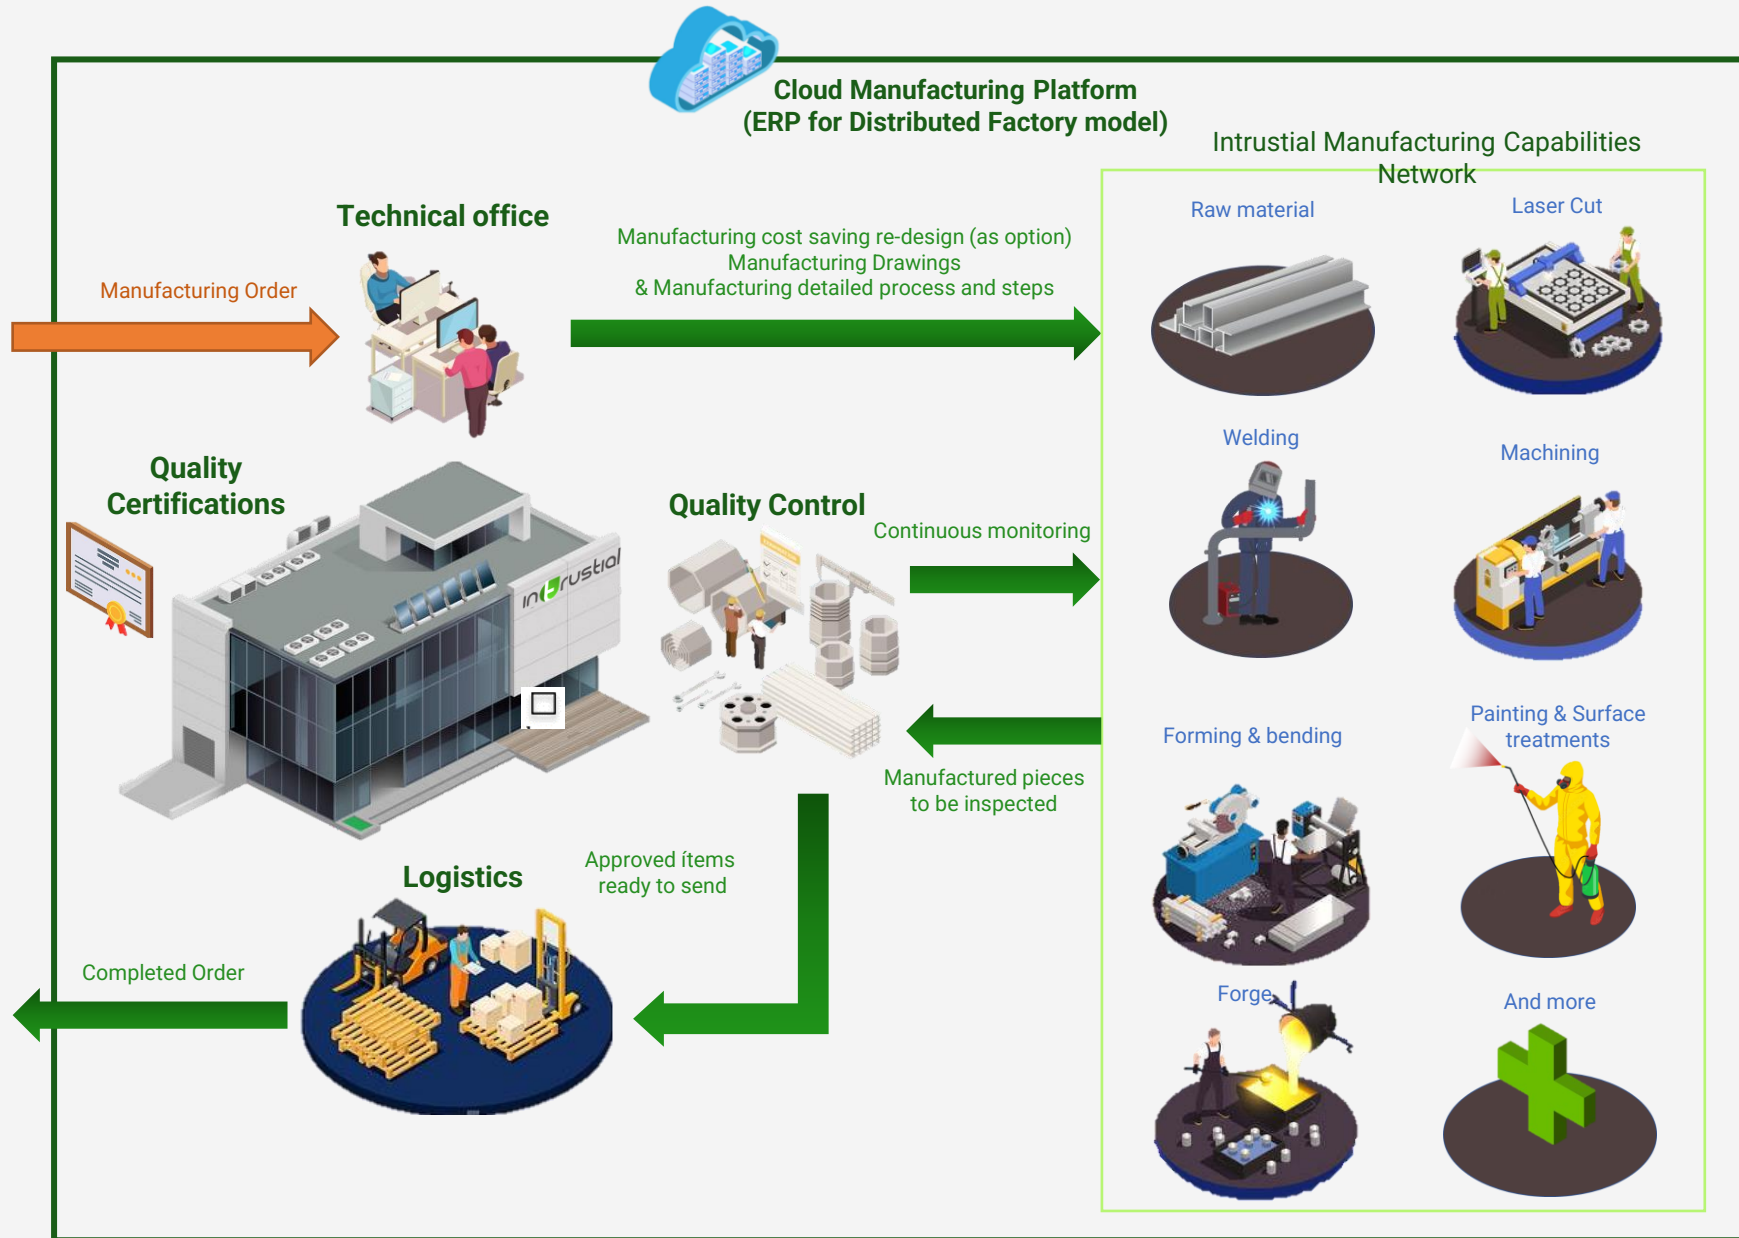 Cloud Manufacturing Platform
(ERP for Distributed Factory model)
Intrustial Manufacturing Capabilities
Network
Technical office
Manufacturing cost saving re-design (as option)
Manufacturing Drawings
& Manufacturing detailed process and steps
Manufacturing Order
Raw material
Laser Cut
Quality
Certifications
intrustial
Quality Control
Continuous monitoring
Welding
Machining
Manufactured pieces
to be inspected
Forming & bending
Painting & Surface
treatments
Approved ítems
ready to send
Logistics
Completed Order
Forge
And more